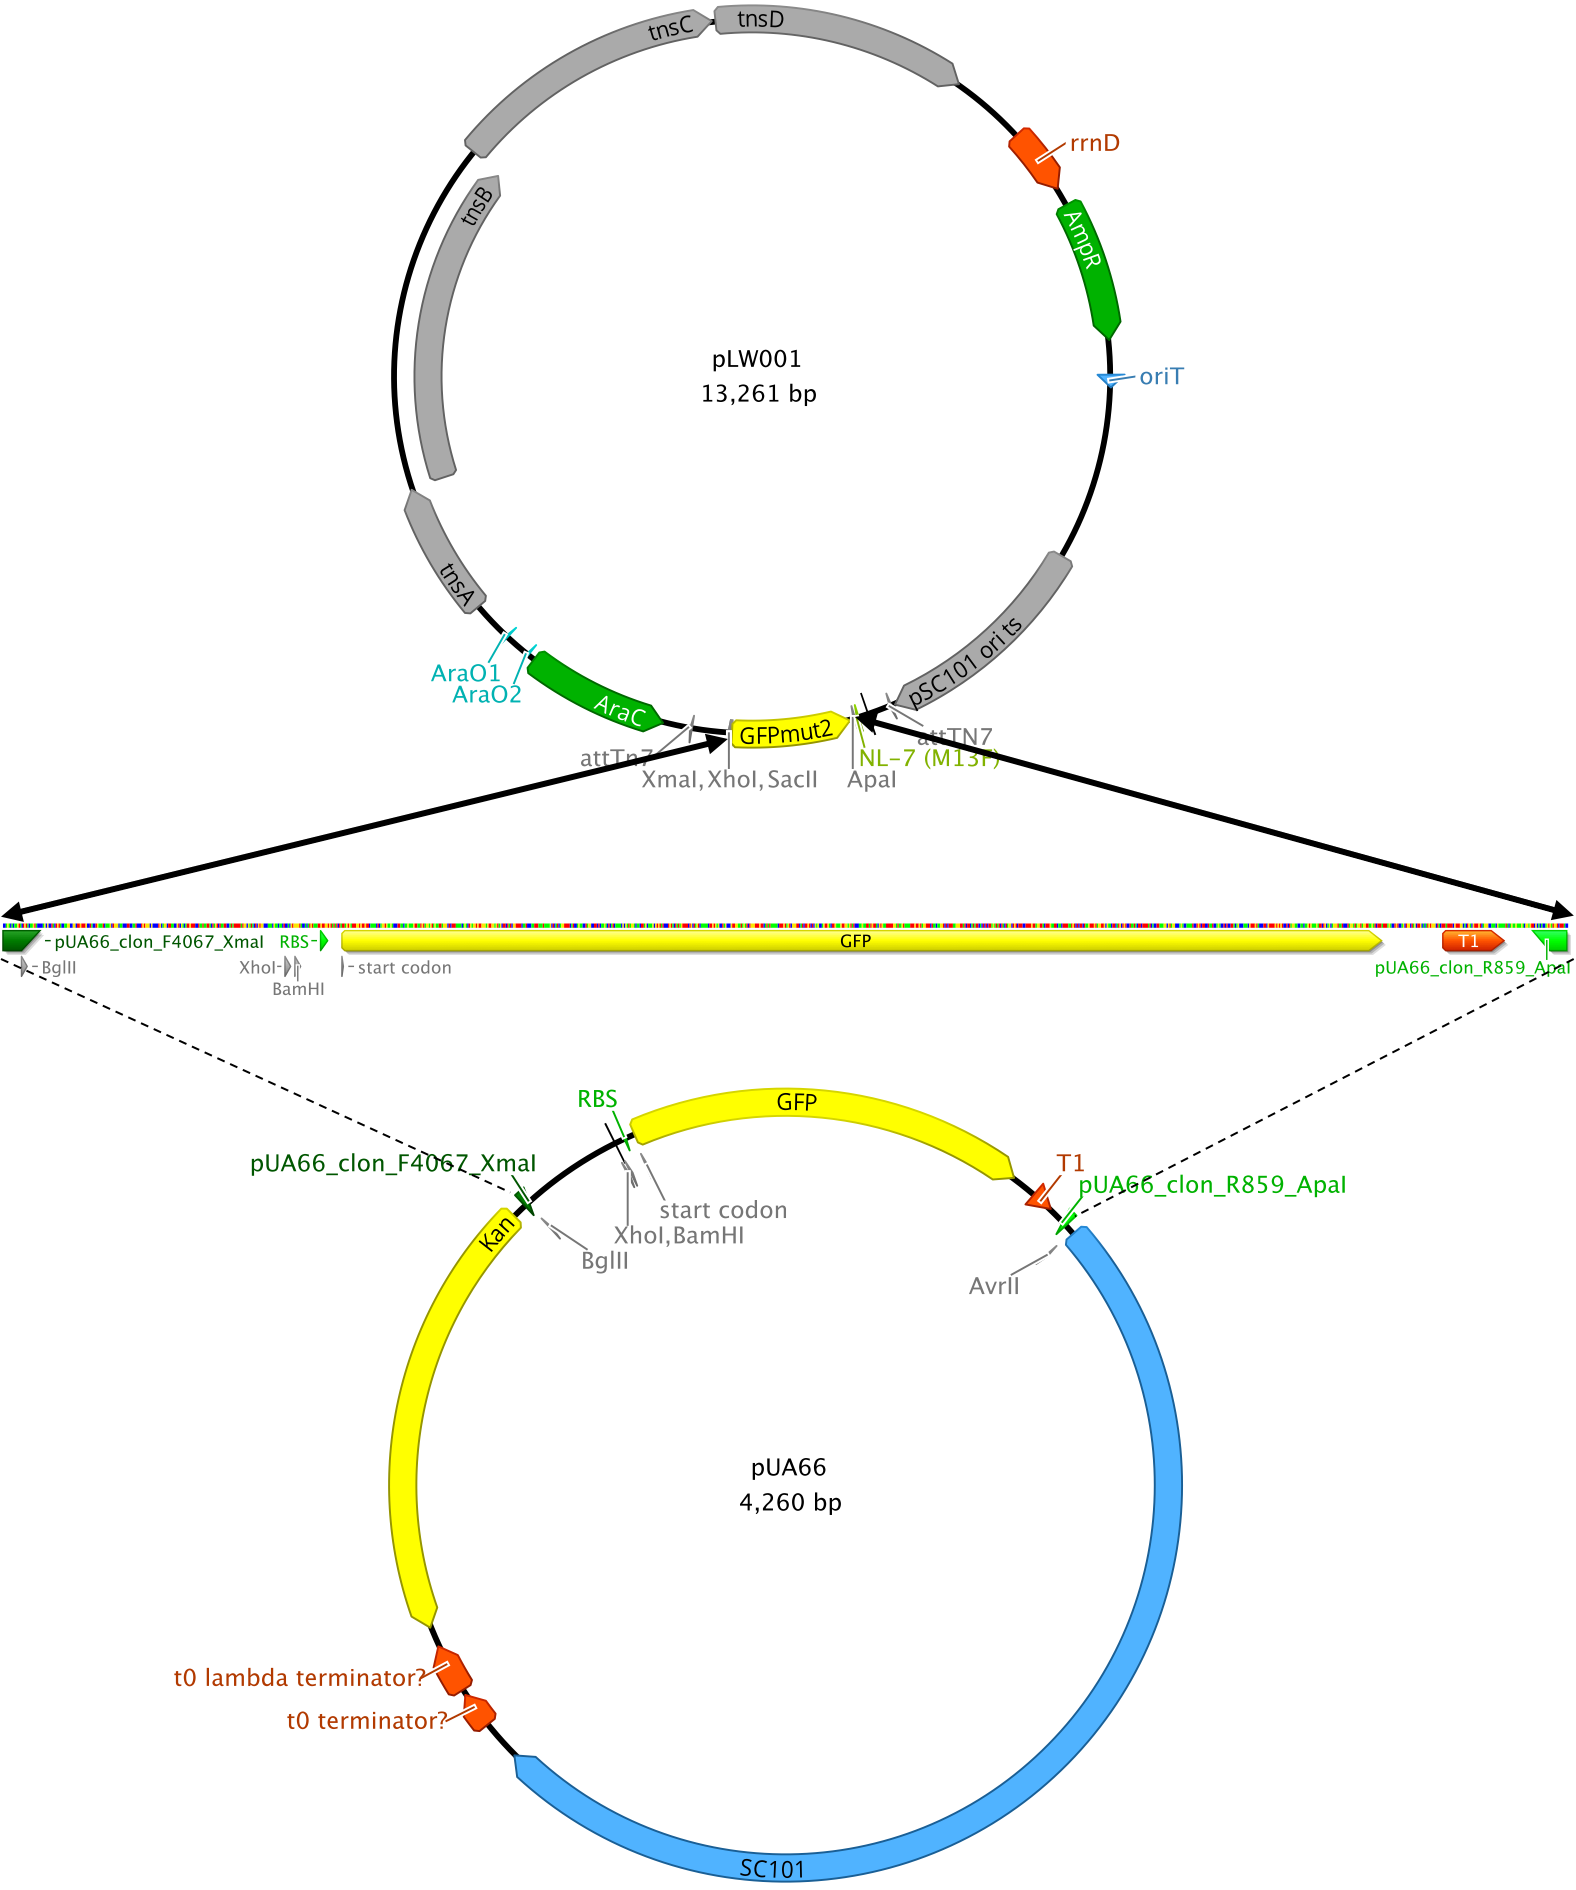 tnsC
tnsD
rrnD
tnsB
AmpR
pLW001
13,261 bp
oriT
tnsA
pSC101 ori ts
AraO1
AraO2
AraC
GFPmut2
attTn7
attTN7
NL-7 (M13F)
XmaI, XhoI, SacII
ApaI
pUA66_clon_F4067_XmaI
RBS
GFP
T1
BglII
XhoI
start codon
pUA66_clon_R859_ApaI
BamHI
RBS
GFP
pUA66_clon_F4067_XmaI
T1
pUA66_clon_R859_ApaI
Kan
start codon
XhoI, BamHI
BglII
AvrII
pUA66
4,260 bp
t0 lambda terminator?
t0 terminator?
SC101